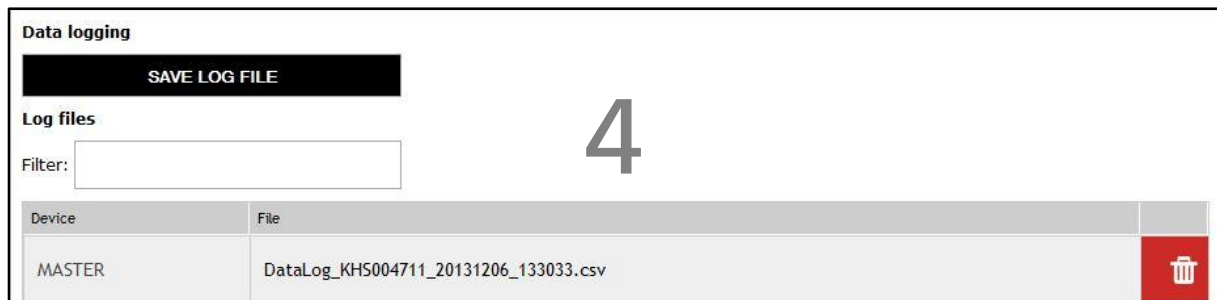 Data logging
SAVE LOG FILE
Log files
4
Filter:
Device File
MASTER DataLog_KHS004711_20131206_133033.csv